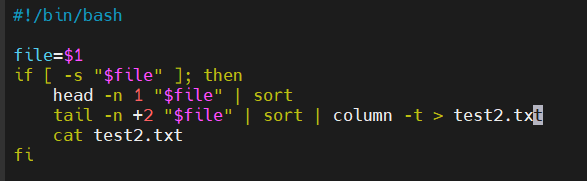 #!/bin/bash
file=$1
if [ -s "$file" ]; then
    head -n 1 "$file" | sort
    tail -n +2 "$file" | sort | column -t > test2.txt
    cat test2.txt
fi